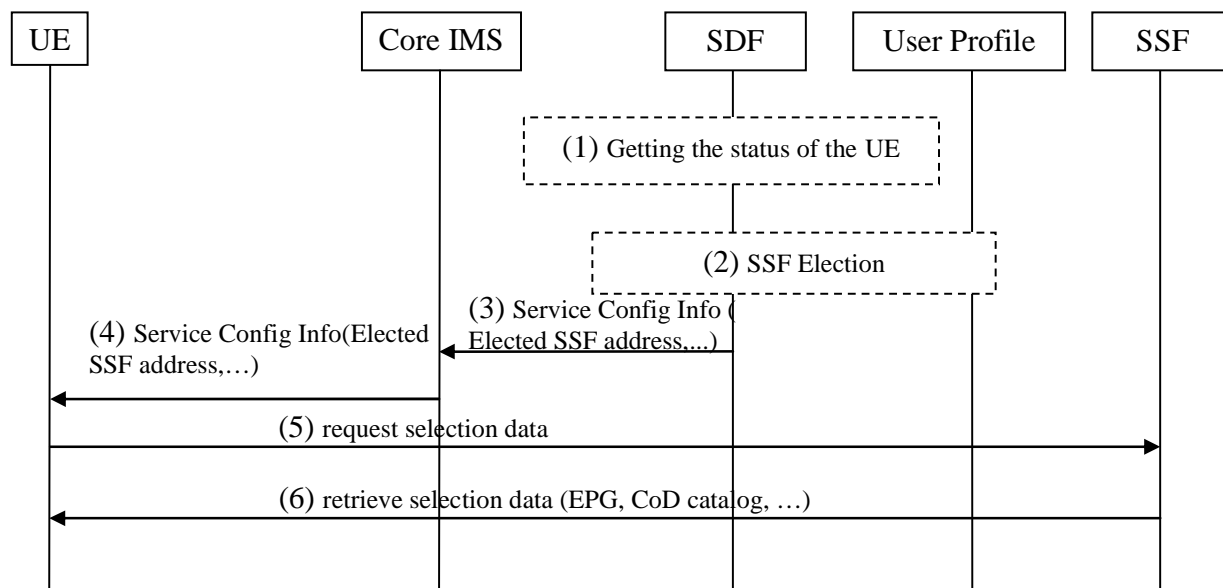 UE
Core IMS
SDF
User Profile
SSF
(1) Getting the status of the UE
(2) SSF Election
(3) Service Config Info (
Elected SSF address,...)
(4) Service Config Info(Elected
SSF address,…)
(5) request selection data
(6) retrieve selection data (EPG, CoD catalog, …)